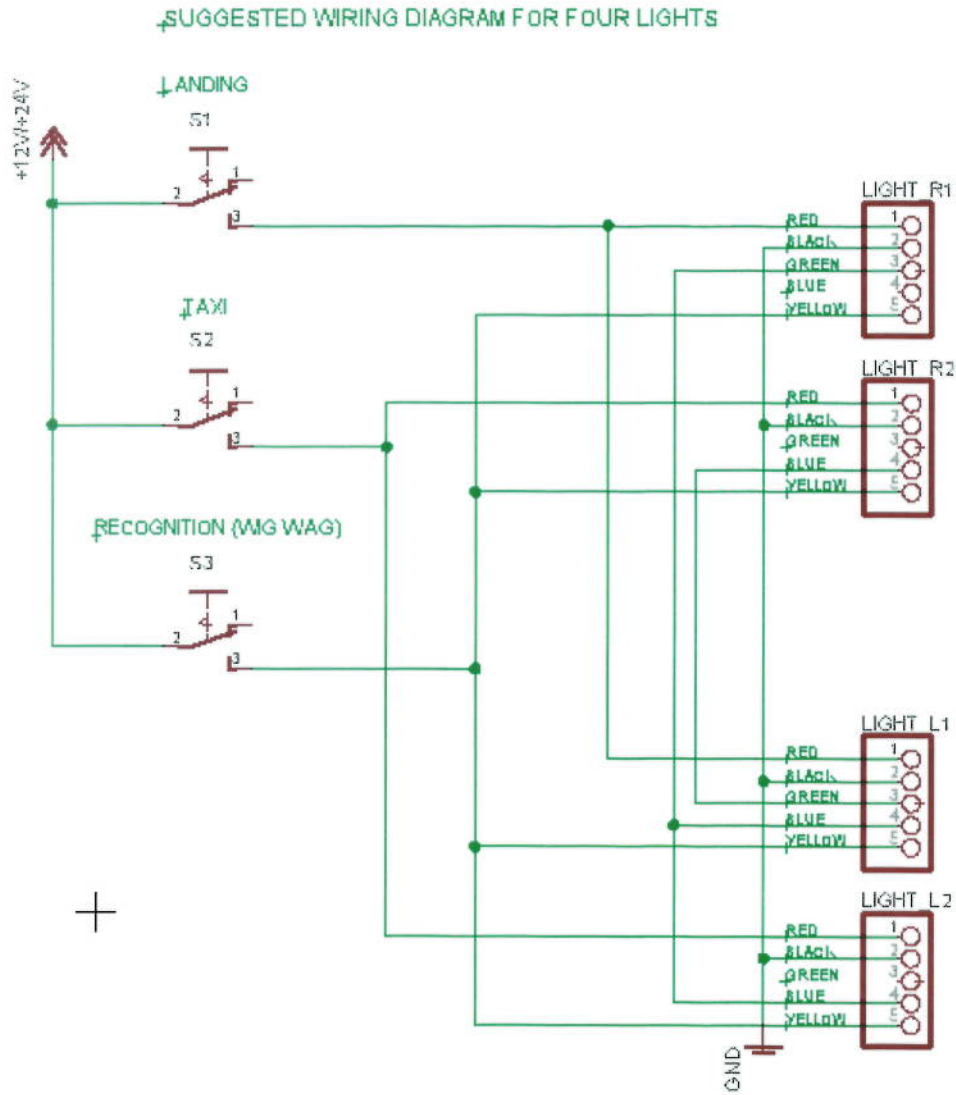 SUGGESTED WIRING DIAGRAM FOR FOUR LIGHTS
+12V/+24V
LANDING
S1
1
2
3
TAXI
S2
1
2
3
RECOGNITION (WIG WAG)
S3
1
2
3
LIGHT_R1
RED 1
BLACK 2
GREEN 3
BLUE 4
YELLOW 5
LIGHT_R2
RED 1
BLACK 2
GREEN 3
BLUE 4
YELLOW 5
LIGHT_L1
RED 1
BLACK 2
GREEN 3
BLUE 4
YELLOW 5
LIGHT_L2
RED 1
BLACK 2
GREEN 3
BLUE 4
YELLOW 5
GND